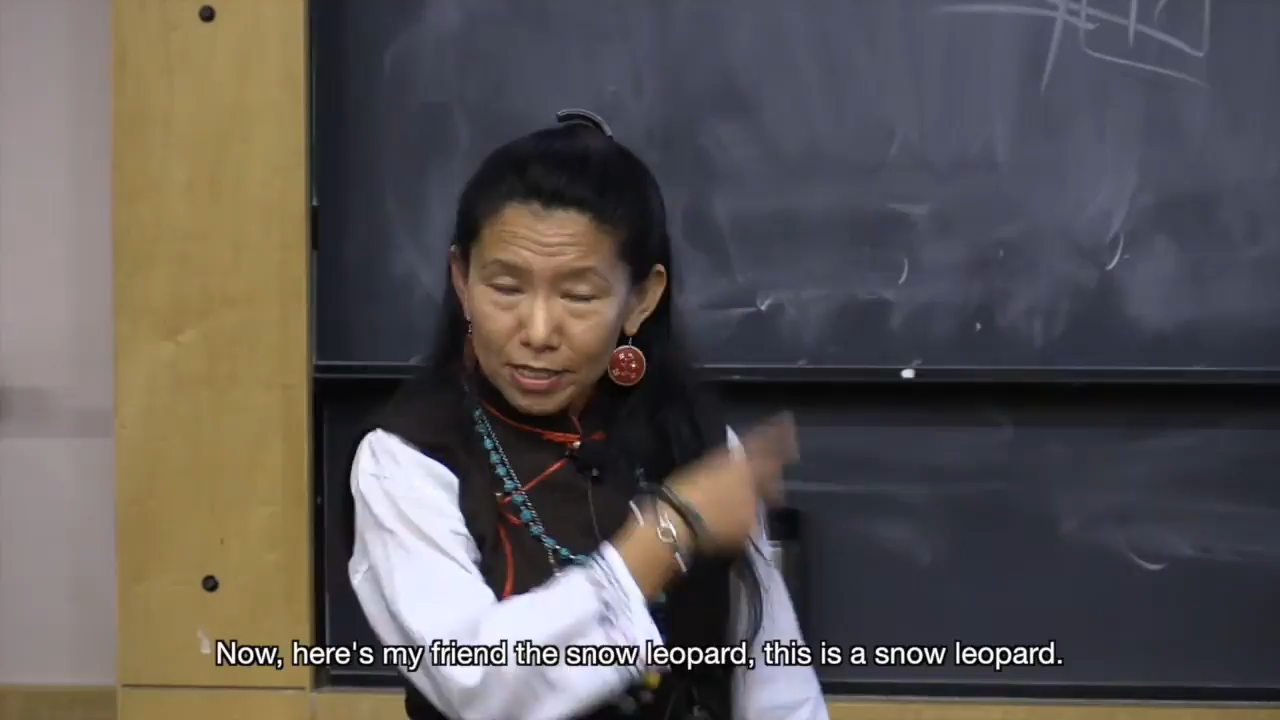 Now, here's my friend the snow leopard, this is a snow leopard.